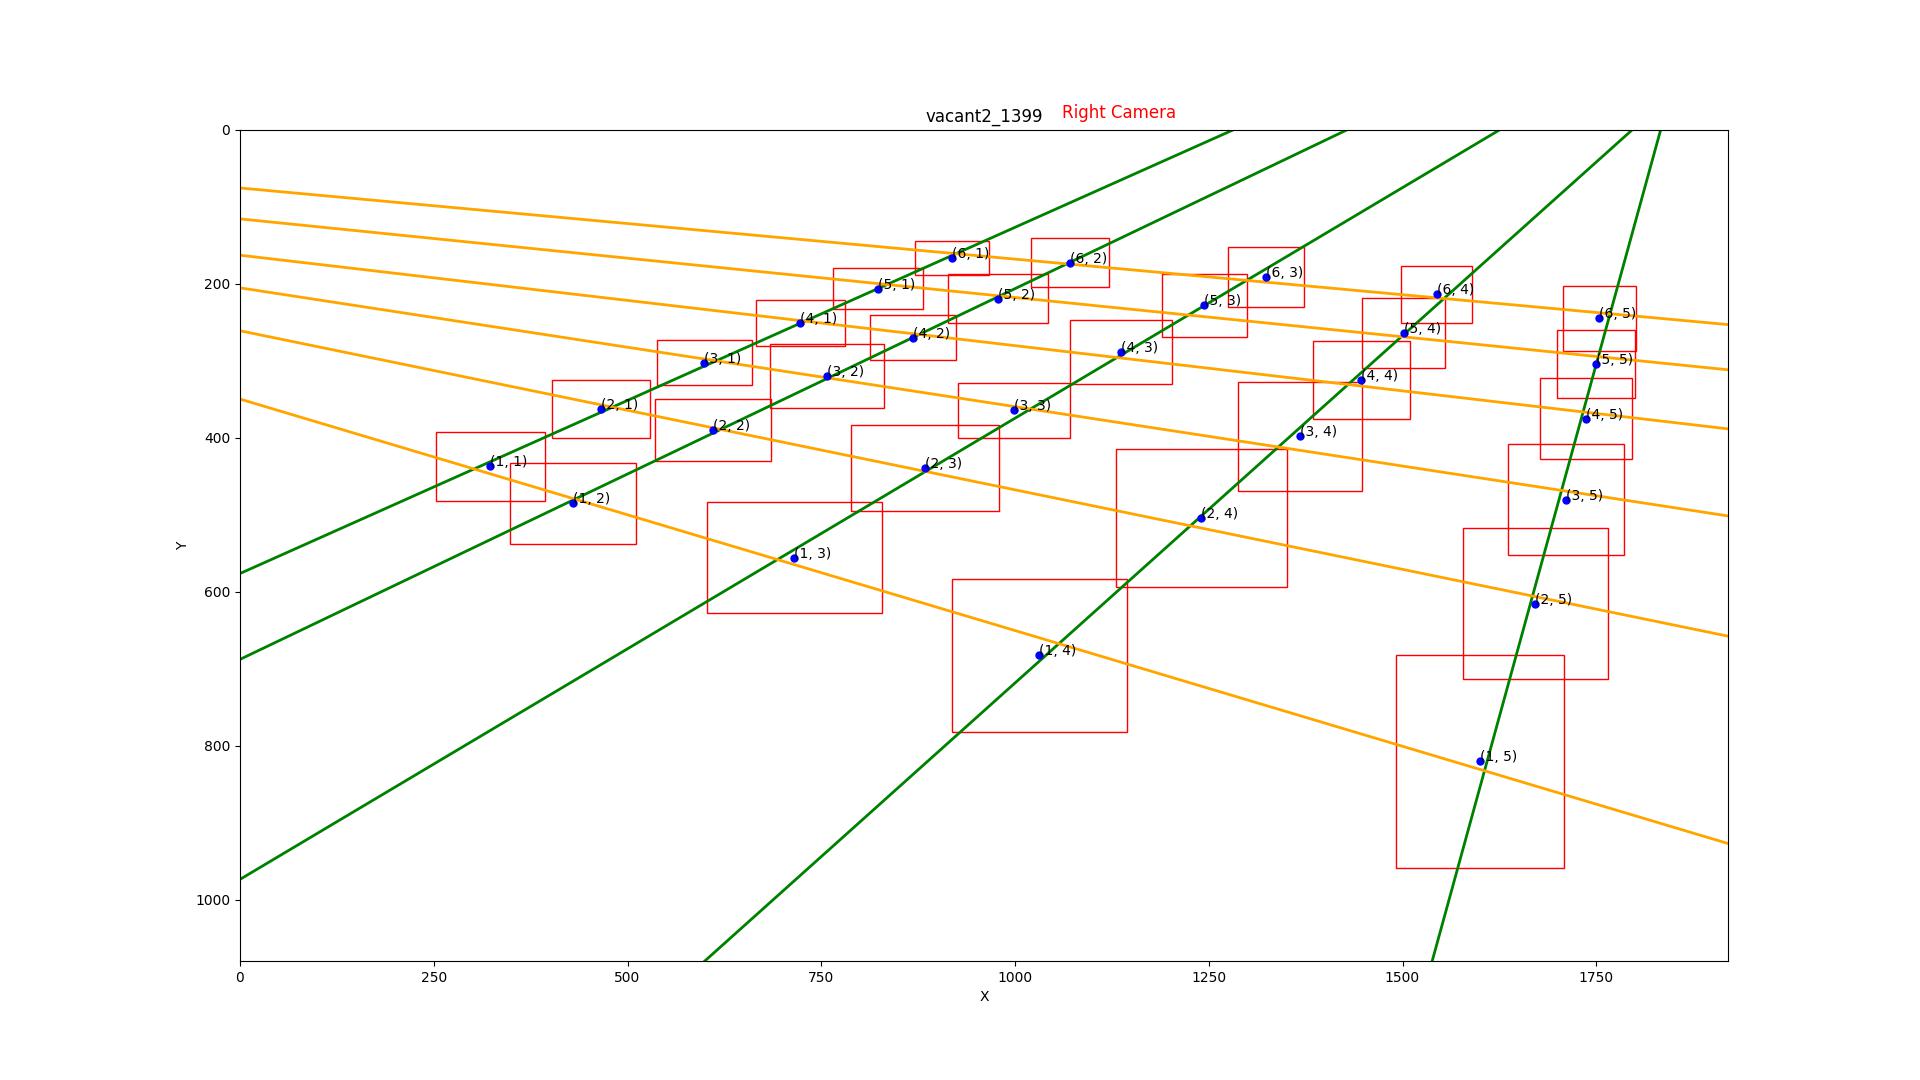 vacant2_1399 Right Camera
0
(6, 1) (6, 2)
(6, 3)
(5, 1) (5, 2) (5, 3) (6, 4)
200
(4, 1) (4, 2) (4, 3) (5, 4) (6, 5)
(3, 1) (3, 2) (4, 4) (5, 5)
(2, 1) (3, 3) (4, 5)
400
(2, 2) (3, 4)
(1, 1) (2, 3)
(1, 2) (2, 4) (3, 5)
Y
(1, 3)
600
(2, 5)
(1, 4)
800
(1, 5)
1000
0 250 500 750 1000 1250 1500 1750
X